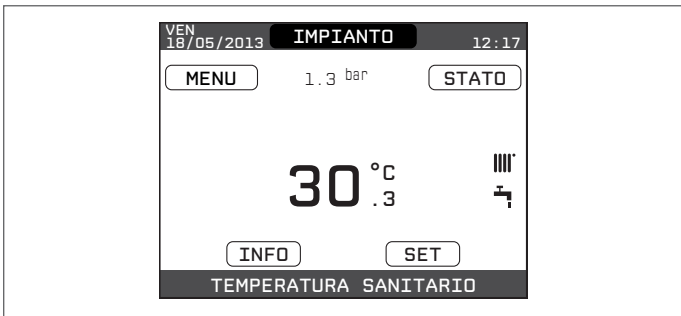 VEN
18/05/2013 IMPIANTO 12:17
MENU 1.3 bar STATO
30.3 °C
INFO SET
TEMPERATURA SANITARIO